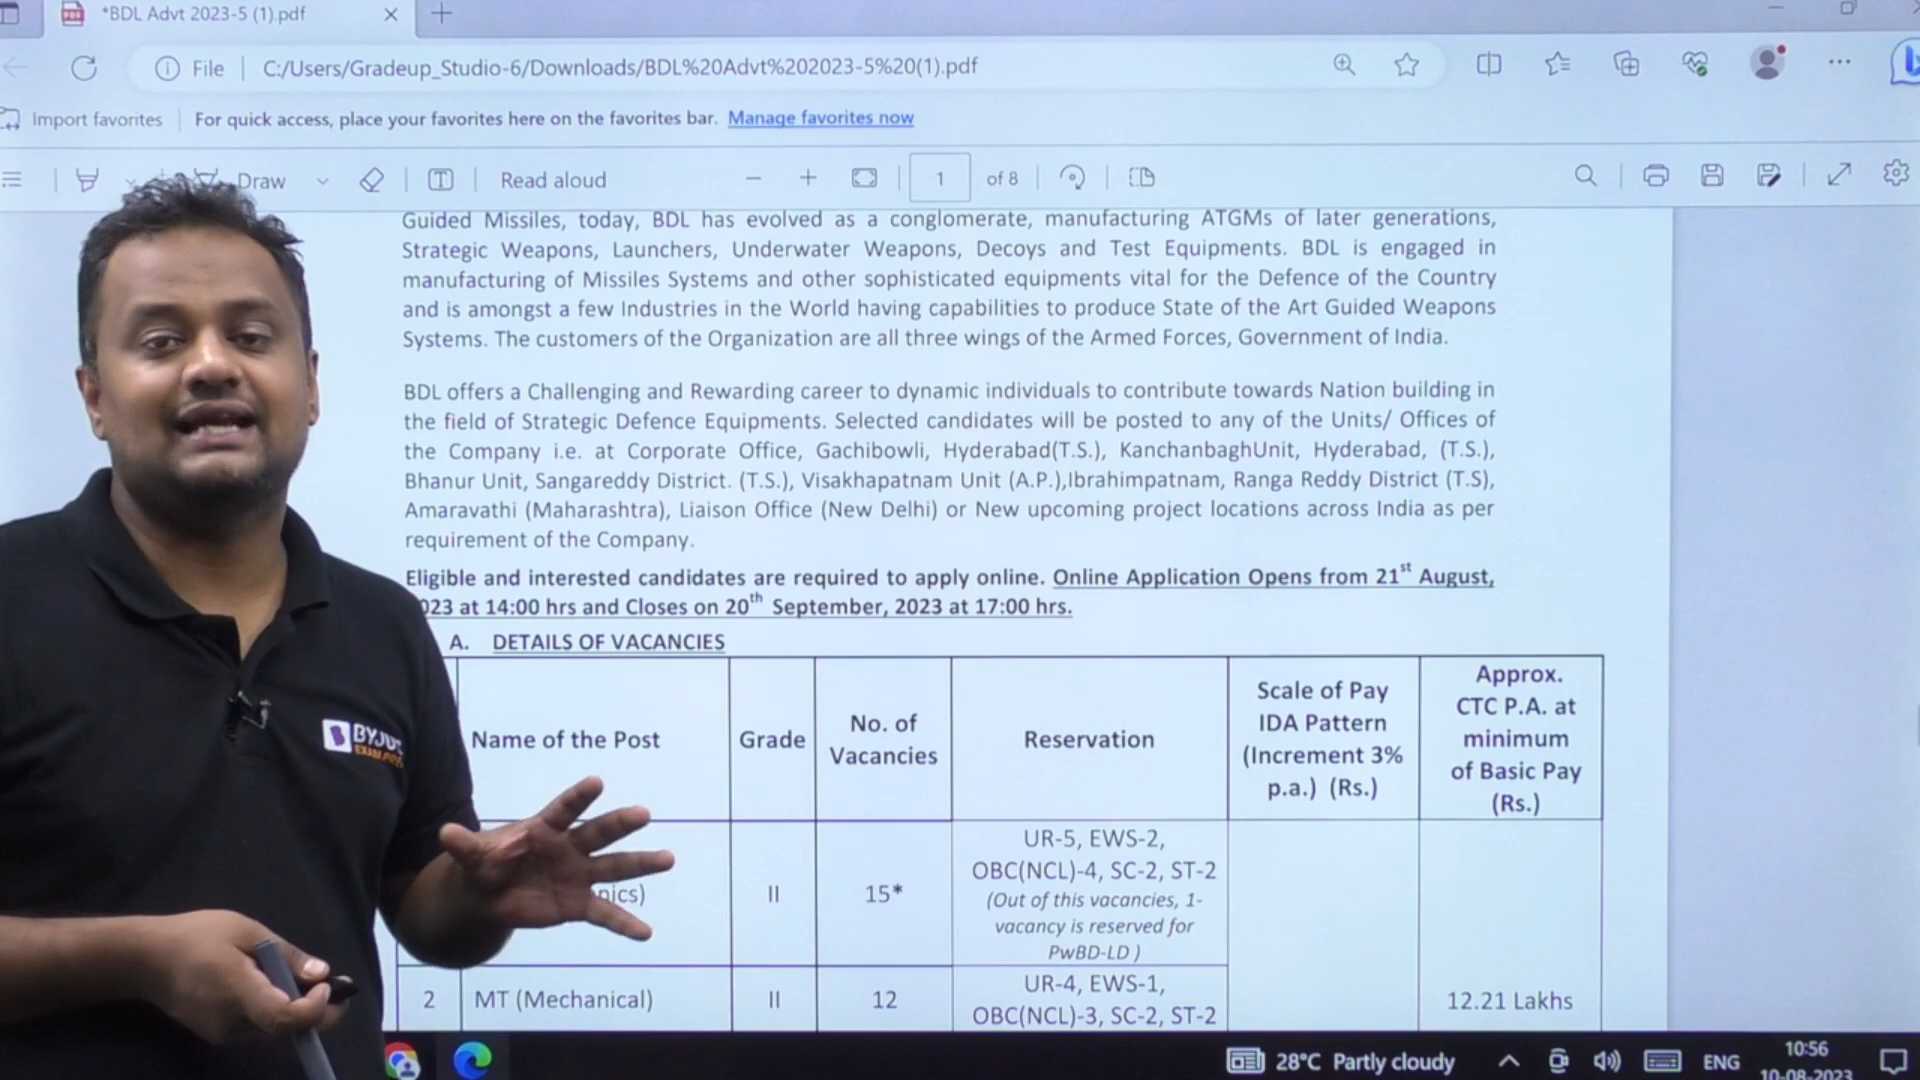 *BDL Advt 2023-5 (1).pdf
File
C:/Users/Gradeup_Studio-6/Downloads/BDL%20Advt%202023-5%20(1).pdf
Import favorites
For quick access, place your favorites here on the favorites bar. Manage favorites now
Draw
Read aloud
1 of 8
Guided Missiles, today, BDL has evolved as a conglomerate, manufacturing ATGMs of later generations,
Strategic Weapons, Launchers, Underwater Weapons, Decoys and Test Equipments. BDL is engaged in
manufacturing of Missiles Systems and other sophisticated equipments vital for the Defence of the Country
and is amongst a few Industries in the World having capabilities to produce State of the Art Guided Weapons
Systems. The customers of the Organization are all three wings of the Armed Forces, Government of India.
BDL offers a Challenging and Rewarding career to dynamic individuals to contribute towards Nation building in
the field of Strategic Defence Equipments. Selected candidates will be posted to any of the Units/ Offices of
the Company i.e. at Corporate Office, Gachibowli, Hyderabad(T.S.), KanchanbaghUnit, Hyderabad, (T.S.),
Bhanur Unit, Sangareddy District. (T.S.), Visakhapatnam Unit (A.P.),Ibrahimpatnam, Ranga Reddy District (T.S),
Amaravathi (Maharashtra), Liaison Office (New Delhi) or New upcoming project locations across India as per
requirement of the Company.
Eligible and interested candidates are required to apply online. Online Application Opens from 21st August,
023 at 14:00 hrs and Closes on 20th September, 2023 at 17:00 hrs.
A. DETAILS OF VACANCIES
Name of the Post
Grade
No. of
Vacancies
Reservation
Scale of Pay
IDA Pattern
(Increment 3%
p.a.) (Rs.)
Approx.
CTC P.A. at
minimum
of Basic Pay
(Rs.)
nics)
II
15*
UR-5, EWS-2,
OBC(NCL)-4, SC-2, ST-2
(Out of this vacancies, 1-
vacancy is reserved for
PwBD-LD )
2
MT (Mechanical)
II
12
UR-4, EWS-1,
OBC(NCL)-3, SC-2, ST-2
12.21 Lakhs
BYJU'S
EXAM PREP
28°C Partly cloudy
ENG
10:56
10-08-2023